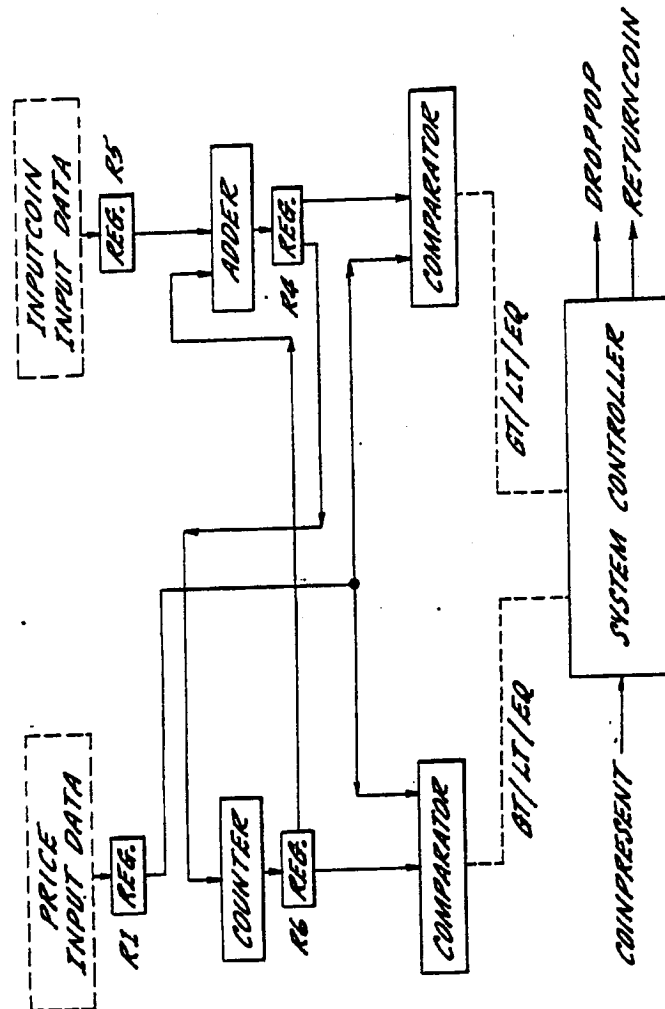 PRICE
INPUT DATA
INPUTCOIN
INPUT DATA
R1
REG.
REG.
R5
COUNTER
ADDER
R6
REG.
R4
REG.
COMPARATOR
COMPARATOR
GT/LT/EQ
GT/LT/EQ
COINPRESENT
SYSTEM CONTROLLER
DROPPOP
RETURNCOIN